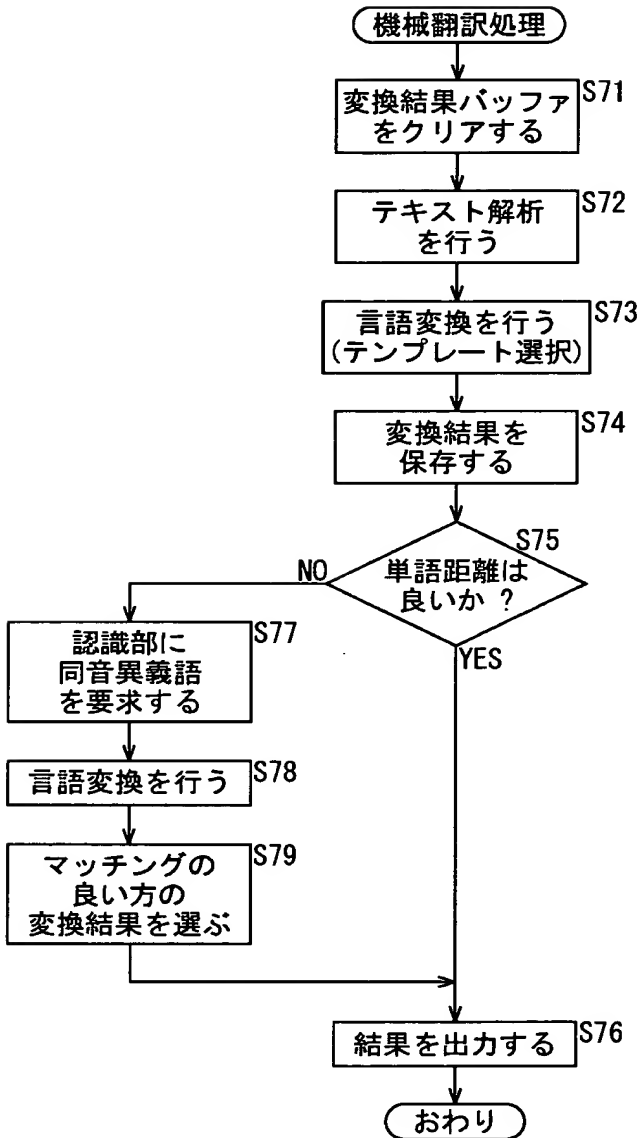 機械翻訳処理
変換結果バッファ
をクリアする
S71
テキスト解析
を行う
S72
言語変換を行う
(テンプレート選択)
S73
変換結果を
保存する
S74
単語距離は
良いか ?
S75
NO
YES
認識部に
同音異義語
を要求する
S77
言語変換を行う
S78
マッチングの
良い方の
変換結果を選ぶ
S79
結果を出力する
S76
おわり